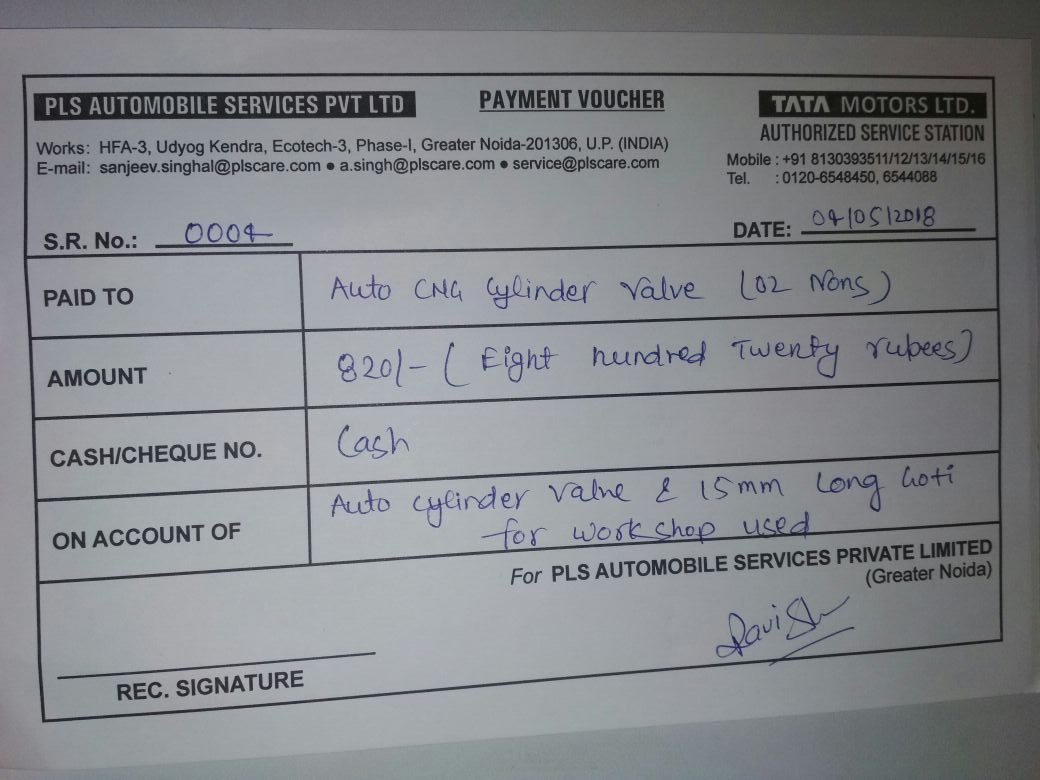 PLS AUTOMOBILE SERVICES PVT LTD
PAYMENT VOUCHER
TATA MOTORS LTD.
AUTHORIZED SERVICE STATION
Works: HFA-3, Udyog Kendra, Ecotech-3, Phase-I, Greater Noida-201306, U.P. (INDIA)
E-mail: sanjeev.singhal@plscare.com ● a.singh@plscare.com ● service@plscare.com
Mobile : +91 8130393511/12/13/14/15/16
Tel. : 0120-6548450, 6544088
S.R. No.: 0004
DATE: 04/05/2018
PAID TO Auto CNG Cylinder Valve (02 Nons)
AMOUNT 820/- (Eight hundred Twenty rupees)
CASH/CHEQUE NO. Cash
ON ACCOUNT OF Auto cylinder valve & 15mm Long Goti
for workshop used
For PLS AUTOMOBILE SERVICES PRIVATE LIMITED
(Greater Noida)
Ravish
REC. SIGNATURE